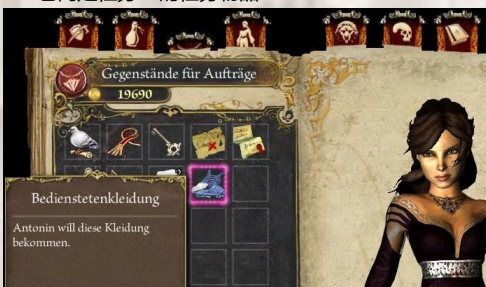 Gegenstände für Aufträge
19690
Bedienstetenkleidung
Antonin will diese Kleidung
bekommen.